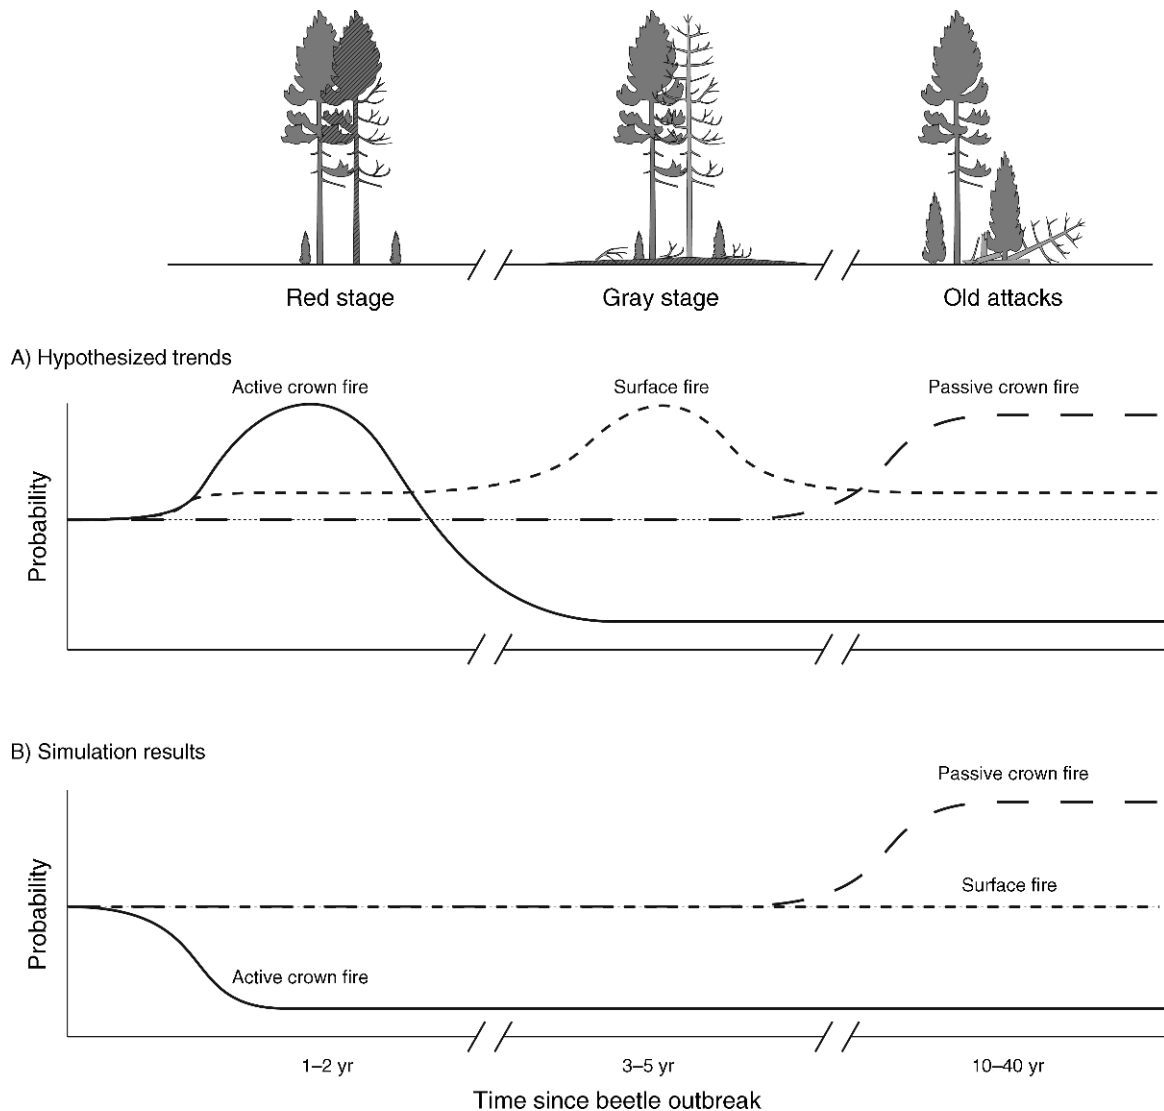 Red stage
Gray stage
Old attacks
A) Hypothesized trends
Active crown fire
Surface fire
Passive crown fire
Probability
B) Simulation results
Passive crown fire
Surface fire
Active crown fire
Probability
1–2 yr
3–5 yr
10–40 yr
Time since beetle outbreak